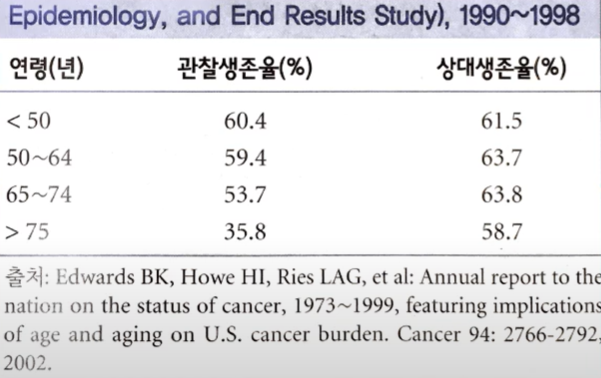 Epidemiology, and End Results Study), 1990~1998
연령(년) 관찰생존율(%) 상대생존율(%)
< 50 60.4 61.5
50~64 59.4 63.7
65~74 53.7 63.8
> 75 35.8 58.7
출처: Edwards BK, Howe HI, Ries LAG, et al: Annual report to the
nation on the status of cancer, 1973~1999, featuring implications
of age and aging on U.S. cancer burden. Cancer 94: 2766-2792,
2002.